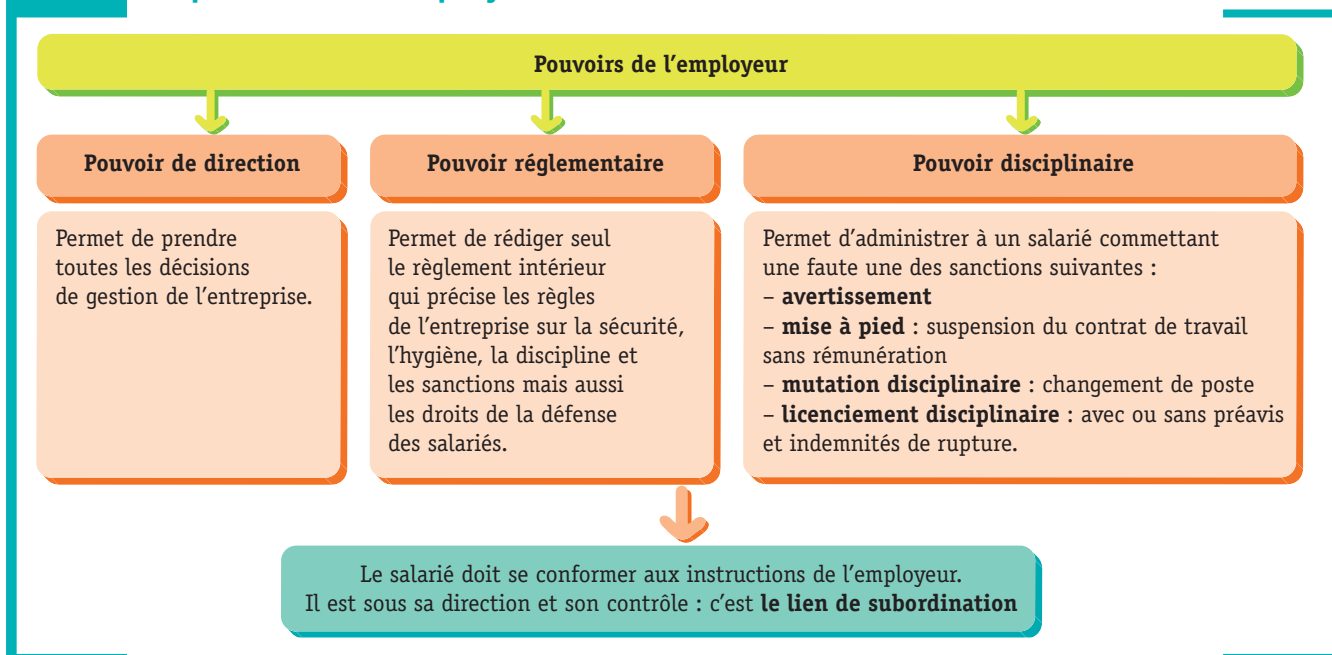 Pouvoirs de l'employeur
Pouvoir de direction
Permet de prendre
toutes les décisions
de gestion de l'entreprise.
Pouvoir réglementaire
Permet de rédiger seul
le règlement intérieur
qui précise les règles
de l'entreprise sur la sécurité,
l'hygiène, la discipline et
les sanctions mais aussi
les droits de la défense
des salariés.
Pouvoir disciplinaire
Permet d'administrer à un salarié commettant
une faute une des sanctions suivantes :
– avertissement
– mise à pied : suspension du contrat de travail
sans rémunération
– mutation disciplinaire : changement de poste
– licenciement disciplinaire : avec ou sans préavis
et indemnités de rupture.
Le salarié doit se conformer aux instructions de l'employeur.
Il est sous sa direction et son contrôle : c'est le lien de subordination